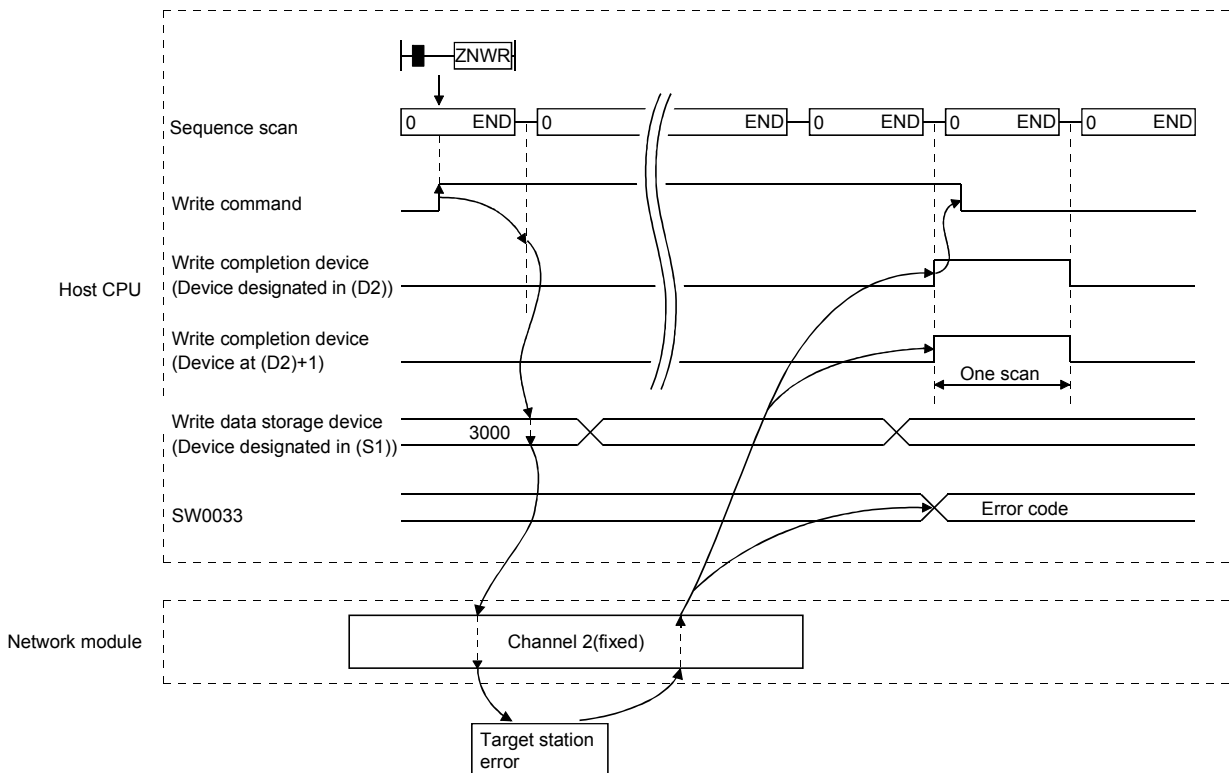 ZNWR
Sequence scan
0 END 0 END 0 END 0 END 0 END
Write command
Write completion device
(Device designated in (D2))
Host CPU
Write completion device
(Device at (D2)+1)
One scan
Write data storage device
(Device designated in (S1))
3000
SW0033
Error code
Network module
Channel 2(fixed)
Target station
error